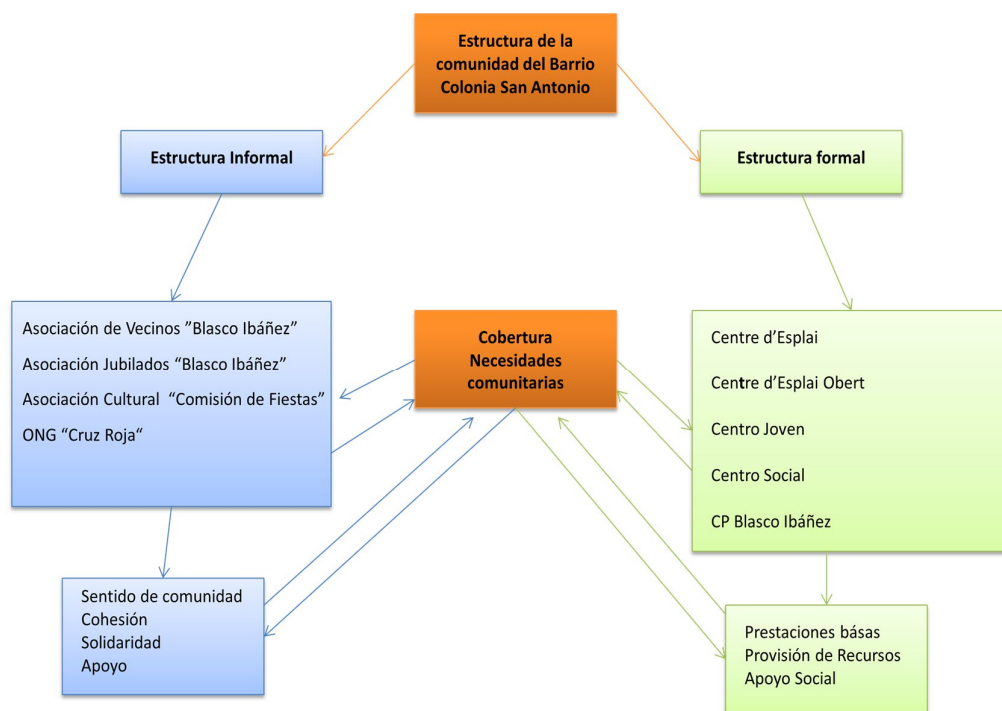 Estructura de la
comunidad del Barrio
Colonia San Antonio
Estructura Informal
Estructura formal
Asociación de Vecinos ”Blasco Ibáñez”
Asociación Jubilados “Blasco Ibáñez”
Asociación Cultural “Comisión de Fiestas”
ONG “Cruz Roja“
Cobertura
Necesidades
comunitarias
Centre d’Esplai
Centre d’Esplai Obert
Centro Joven
Centro Social
CP Blasco Ibáñez
Sentido de comunidad
Cohesión
Solidaridad
Apoyo
Prestaciones básas
Provisión de Recursos
Apoyo Social